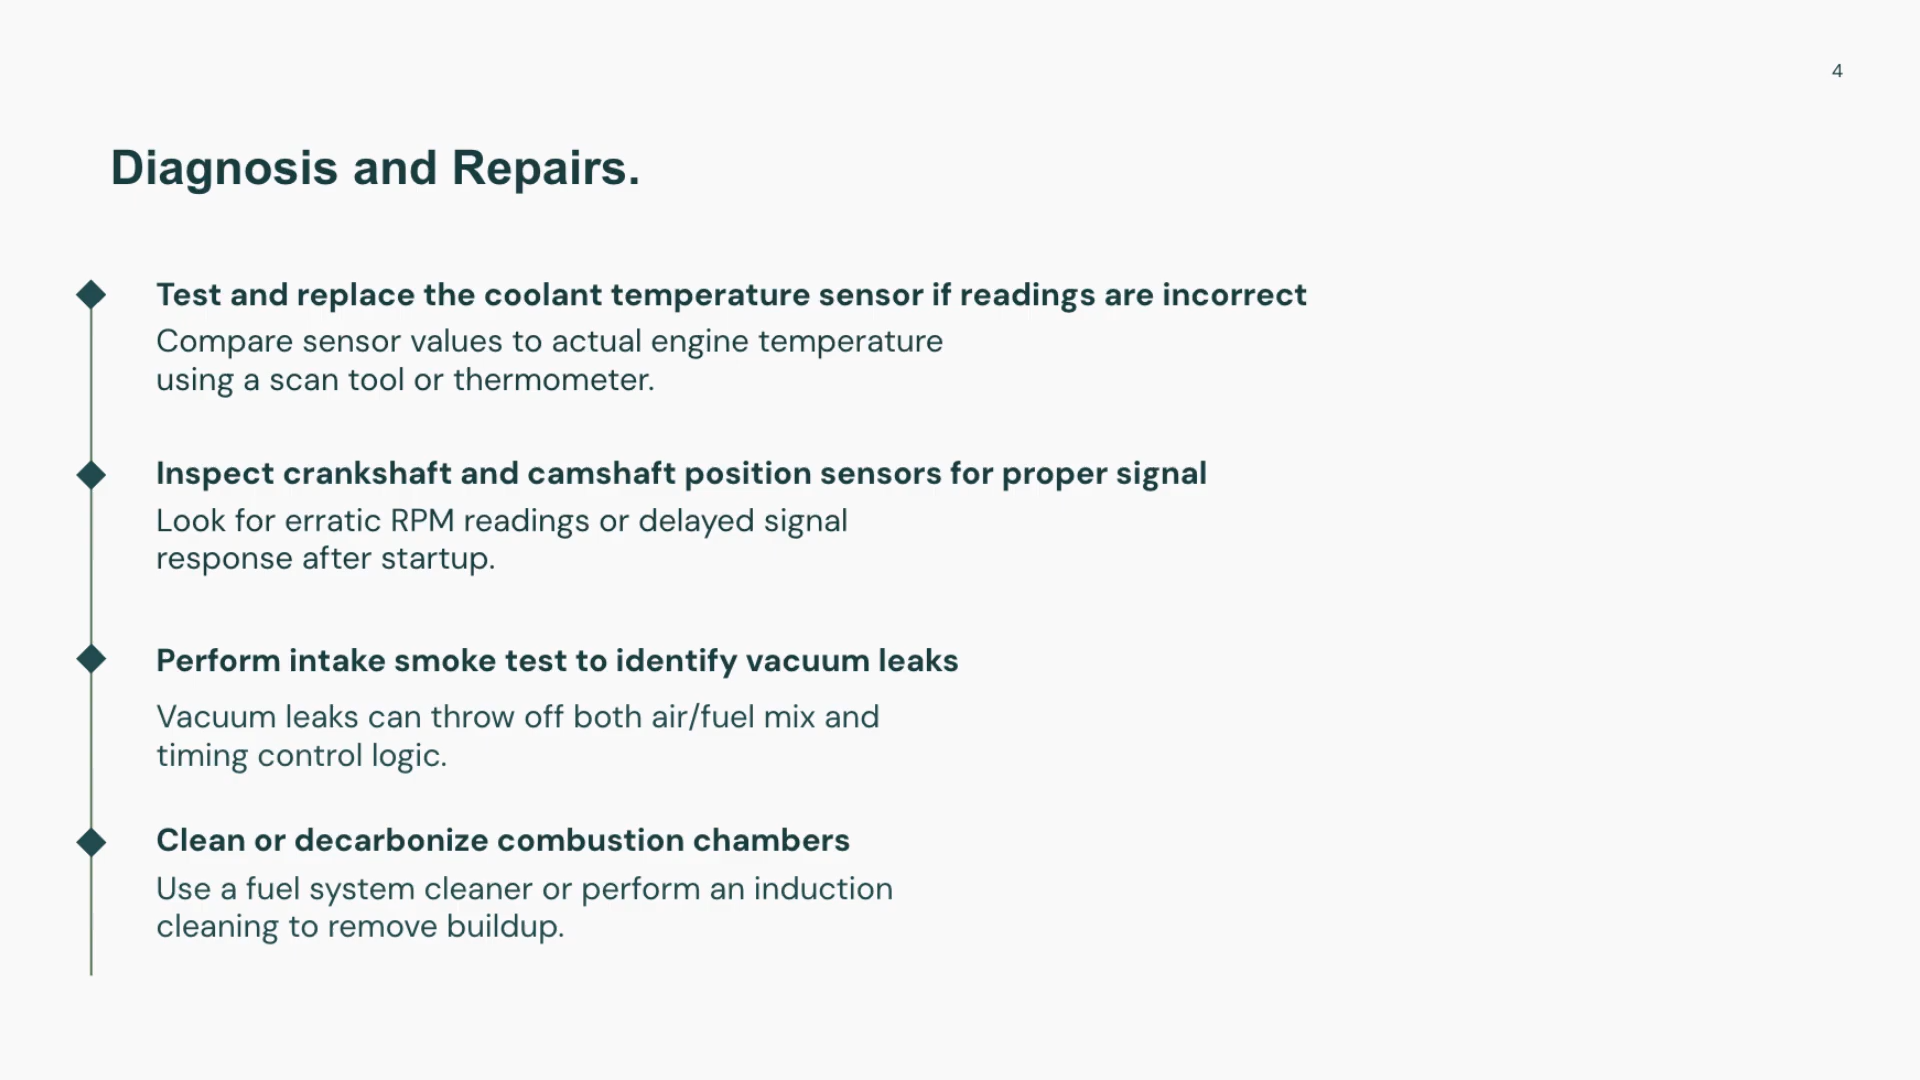 4
Diagnosis and Repairs.
Test and replace the coolant temperature sensor if readings are incorrect
Compare sensor values to actual engine temperature
using a scan tool or thermometer.
Inspect crankshaft and camshaft position sensors for proper signal
Look for erratic RPM readings or delayed signal
response after startup.
Perform intake smoke test to identify vacuum leaks
Vacuum leaks can throw off both air/fuel mix and
timing control logic.
Clean or decarbonize combustion chambers
Use a fuel system cleaner or perform an induction
cleaning to remove buildup.